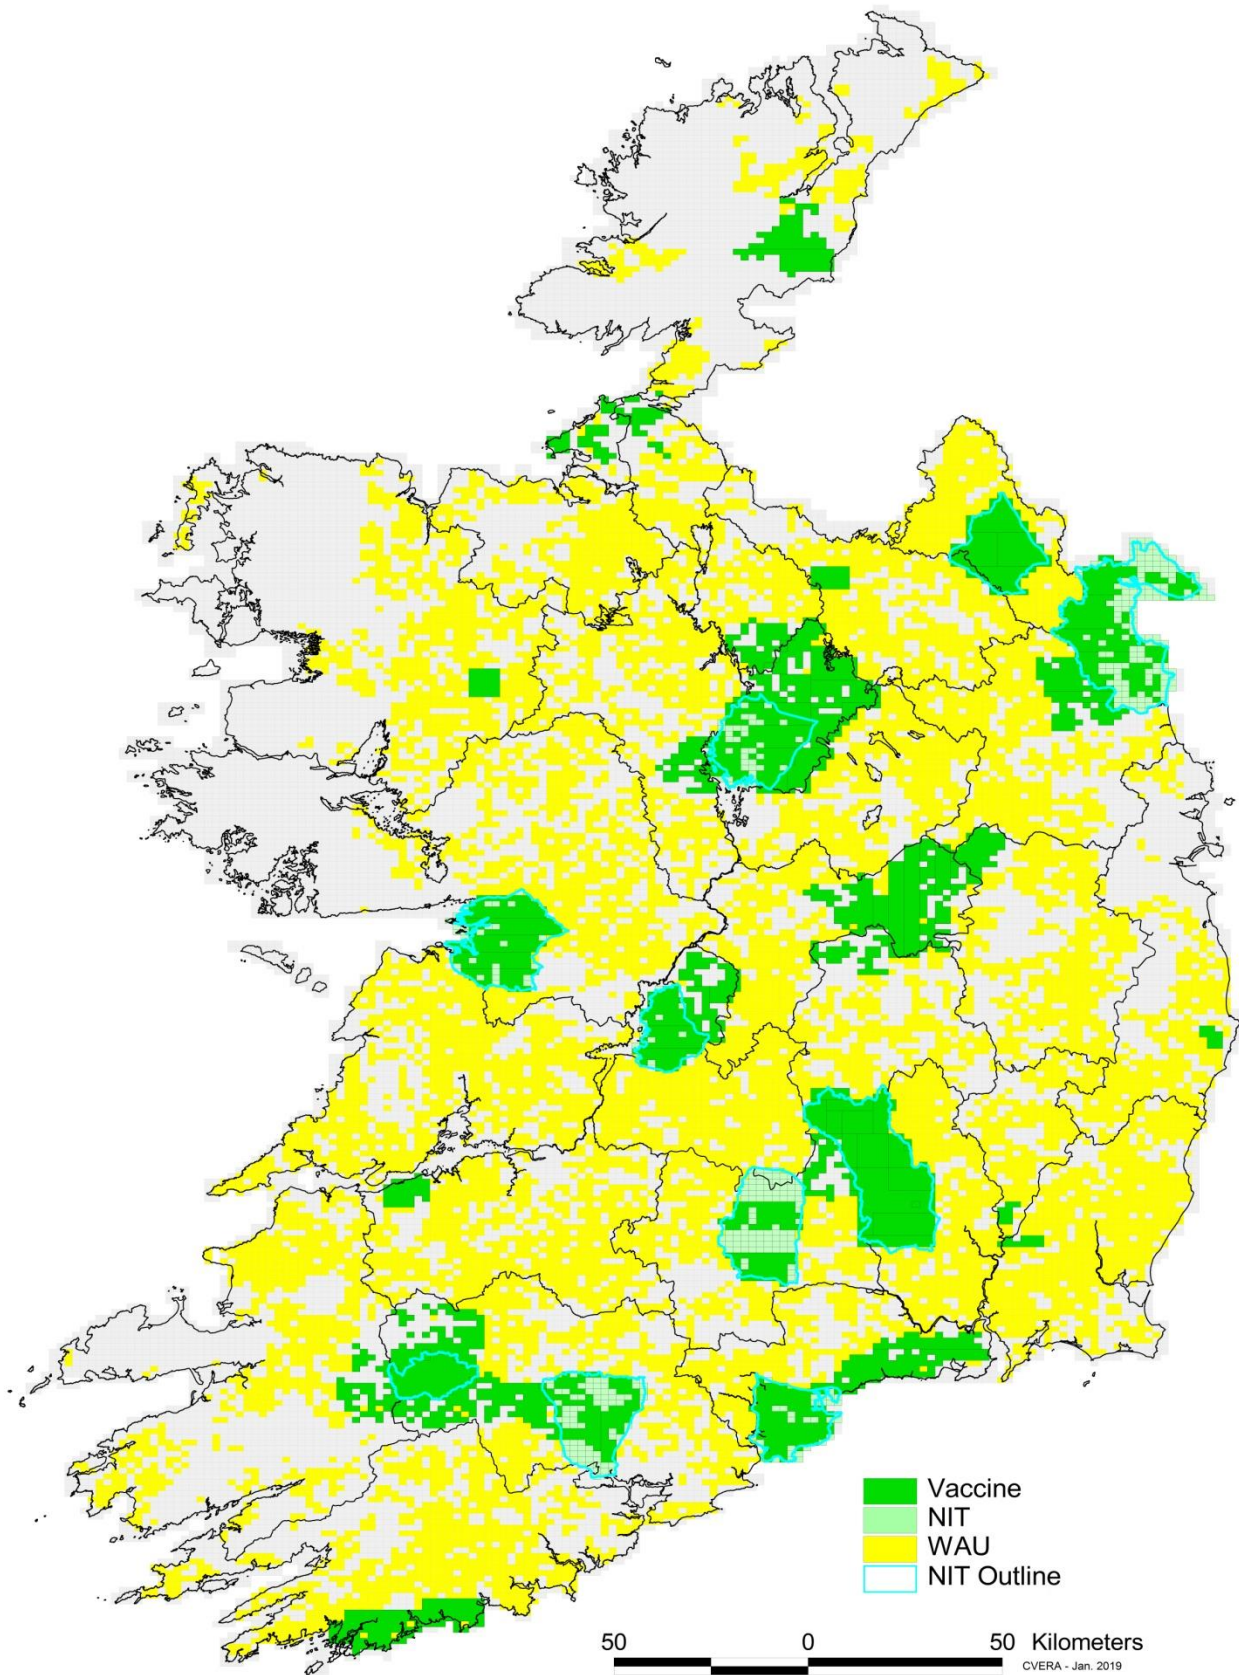 Vaccine
NIT
WAU
NIT Outline
50 0 50 Kilometers
CVERA - Jan. 2019